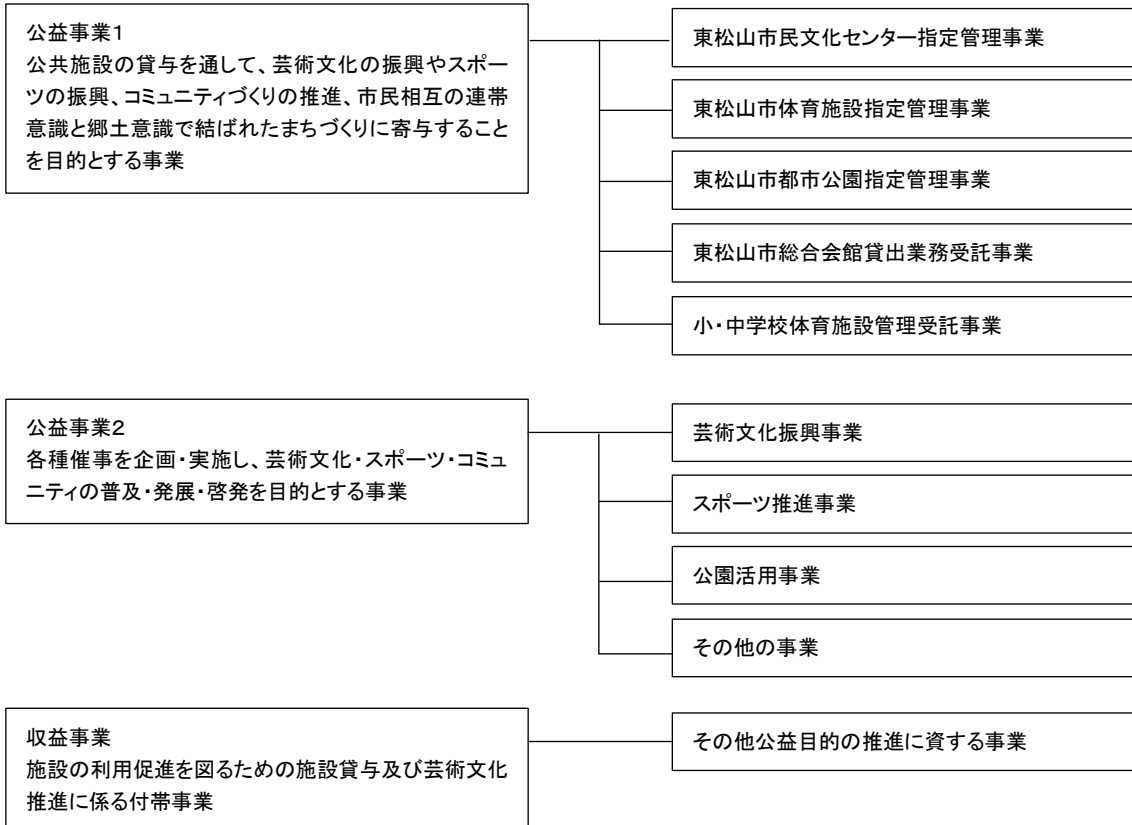 公益事業1
公共施設の貸与を通して、芸術文化の振興やスポー
ツの振興、コミュニティづくりの推進、市民相互の連帯
意識と郷土意識で結ばれたまちづくりに寄与すること
を目的とする事業
東松山市民文化センター指定管理事業
東松山市体育施設指定管理事業
東松山市都市公園指定管理事業
東松山市総合会館貸出業務受託事業
小・中学校体育施設管理受託事業
公益事業2
各種催事を企画・実施し、芸術文化・スポーツ・コミュ
ニティの普及・発展・啓発を目的とする事業
芸術文化振興事業
スポーツ推進事業
公園活用事業
その他の事業
収益事業
施設の利用促進を図るための施設貸与及び芸術文化
推進に係る付帯事業
その他公益目的の推進に資する事業